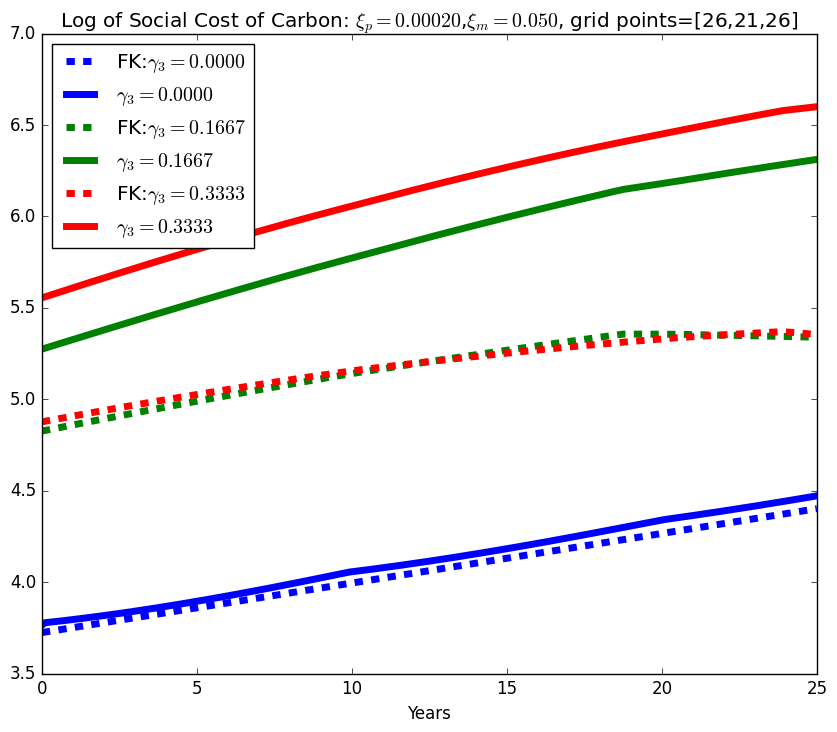 Log of Social Cost of Carbon: ξp = 0.00020,ξm = 0.050, grid points=[26,21,26]
7.0
FK:γ3 = 0.0000
γ3 = 0.0000
FK:γ3 = 0.1667
γ3 = 0.1667
FK:γ3 = 0.3333
γ3 = 0.3333
6.5
6.0
5.5
5.0
4.5
4.0
3.5
0 5 10 15 20 25
Years